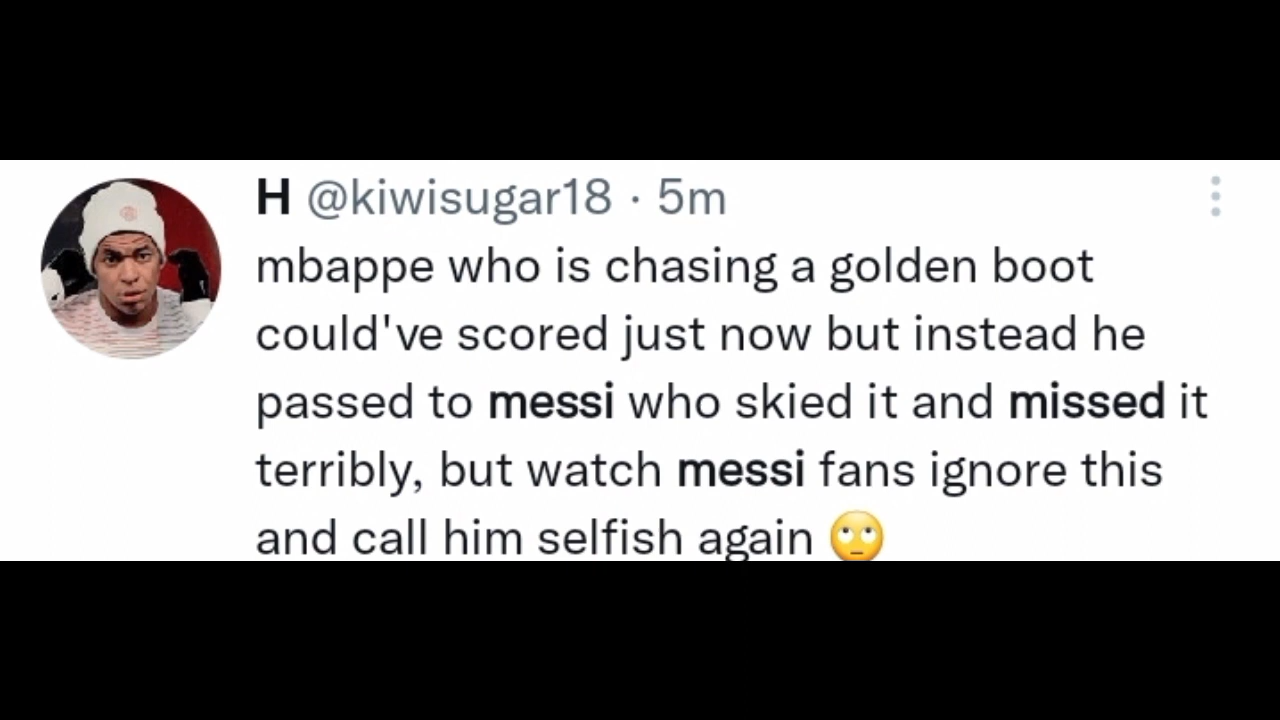 H @kiwisugar18 · 5m
mbappe who is chasing a golden boot
could've scored just now but instead he
passed to messi who skied it and missed it
terribly, but watch messi fans ignore this
and call him selfish again 🙄